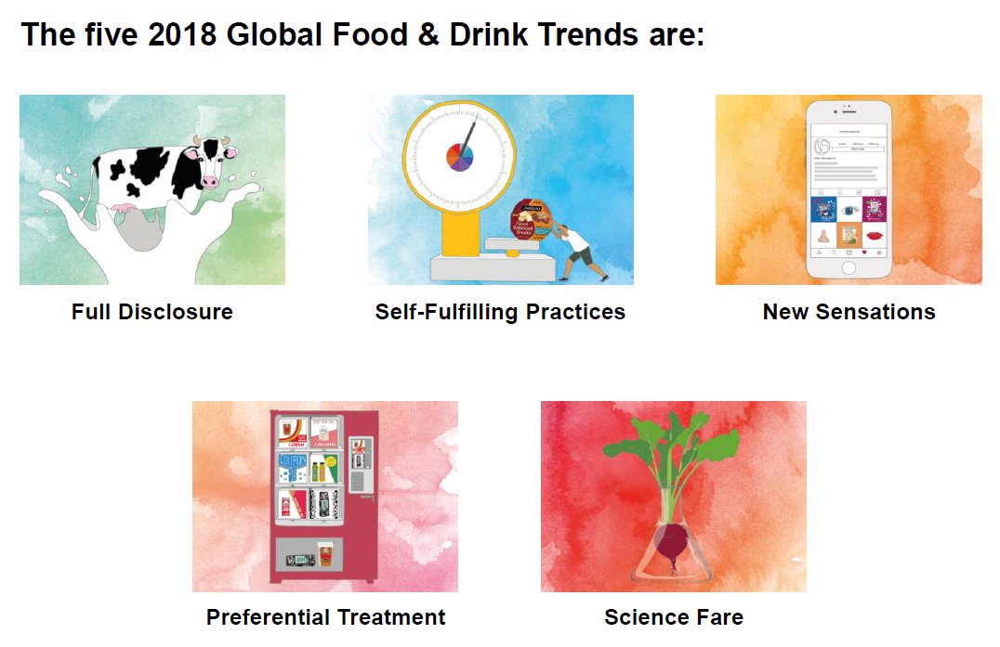 The five 2018 Global Food & Drink Trends are:
Full Disclosure
Self-Fulfilling Practices
New Sensations
COUPON
Preferential Treatment
Science Fare